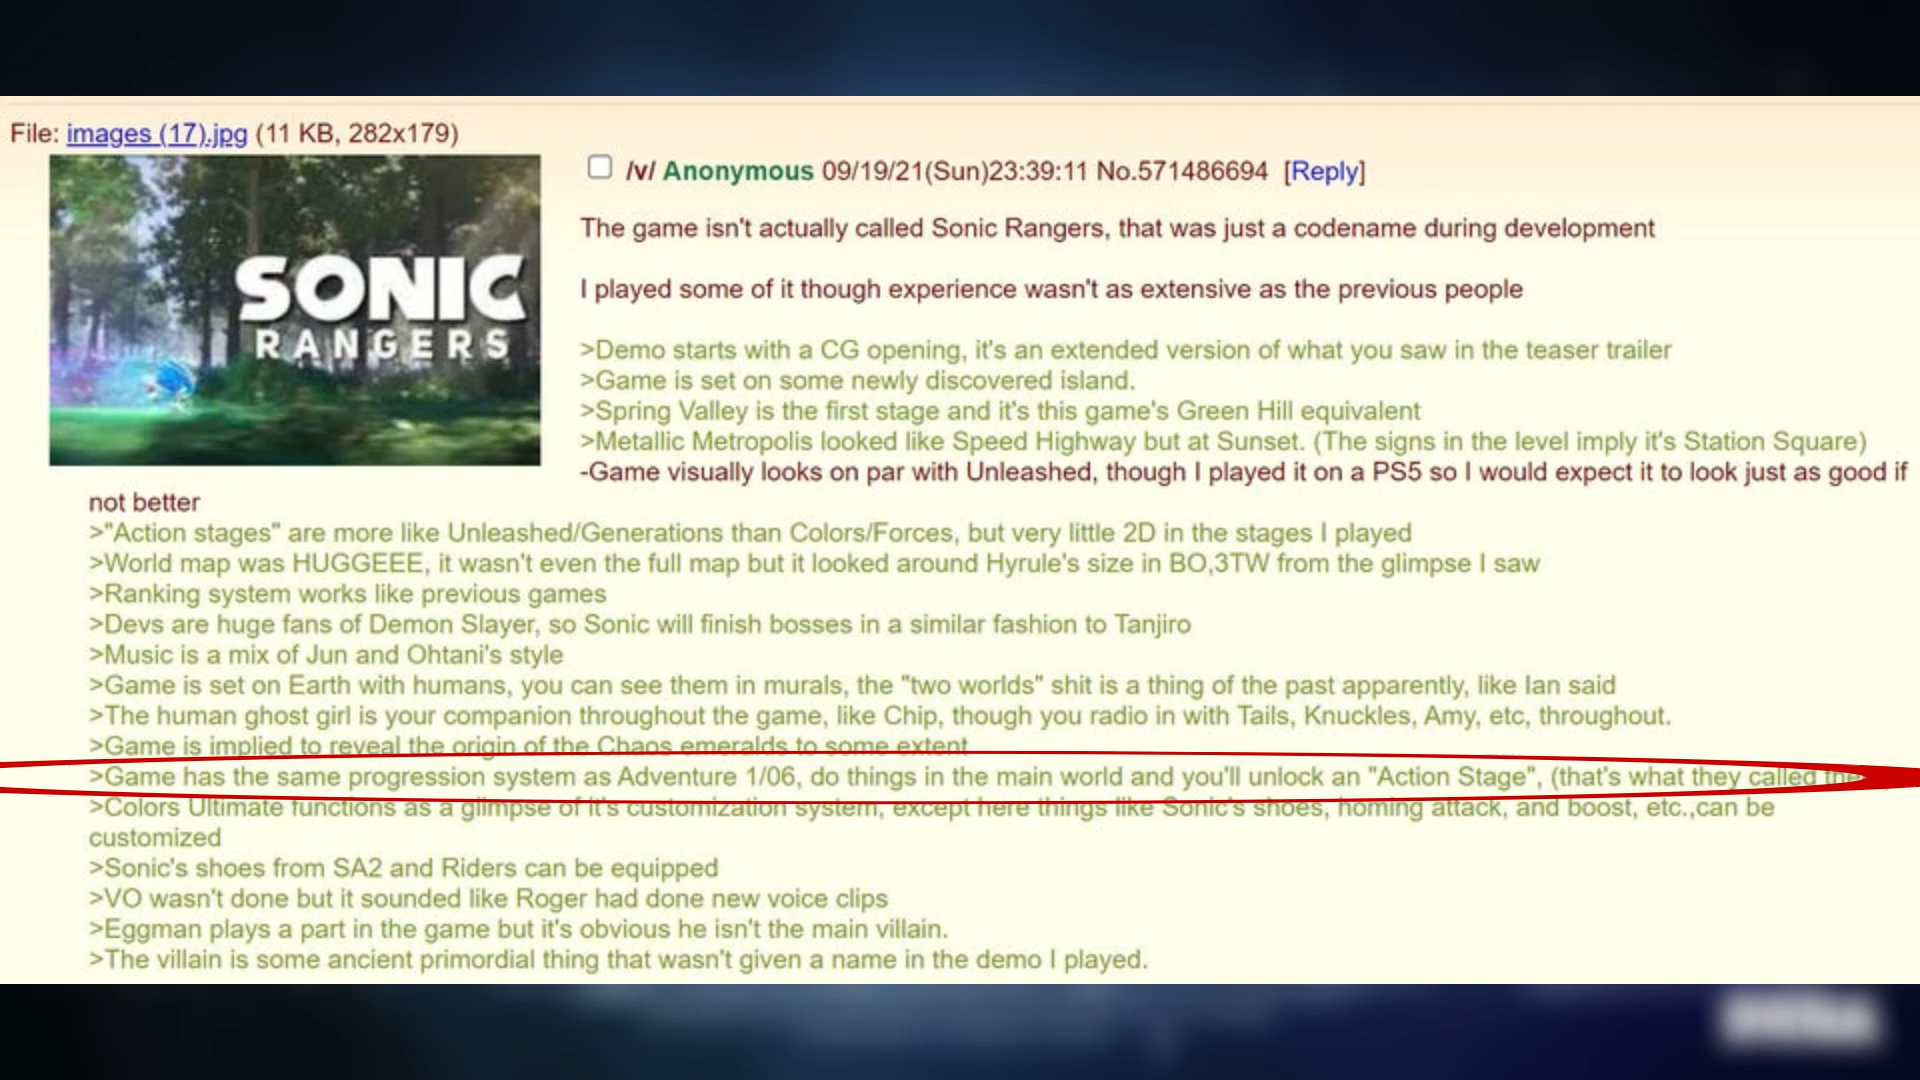 File: images (17).jpg (11 KB, 282x179)
SONIC
RANGERS
/v/ Anonymous 09/19/21(Sun)23:39:11 No.571486694 [Reply]
The game isn't actually called Sonic Rangers, that was just a codename during development
I played some of it though experience wasn't as extensive as the previous people
>Demo starts with a CG opening, it's an extended version of what you saw in the teaser trailer
>Game is set on some newly discovered island.
>Spring Valley is the first stage and it's this game's Green Hill equivalent
>Metallic Metropolis looked like Speed Highway but at Sunset. (The signs in the level imply it's Station Square)
-Game visually looks on par with Unleashed, though I played it on a PS5 so I would expect it to look just as good if
not better
>"Action stages" are more like Unleashed/Generations than Colors/Forces, but very little 2D in the stages I played
>World map was HUGGEEE, it wasn't even the full map but it looked around Hyrule's size in BO,3TW from the glimpse I saw
>Ranking system works like previous games
>Devs are huge fans of Demon Slayer, so Sonic will finish bosses in a similar fashion to Tanjiro
>Music is a mix of Jun and Ohtani's style
>Game is set on Earth with humans, you can see them in murals, the "two worlds" shit is a thing of the past apparently, like Ian said
>The human ghost girl is your companion throughout the game, like Chip, though you radio in with Tails, Knuckles, Amy, etc, throughout.
>Game is implied to reveal the origin of the Chaos emeralds to some extent
>Game has the same progression system as Adventure 1/06, do things in the main world and you'll unlock an "Action Stage", (that's what they called
>Colors Ultimate functions as a glimpse of it's customization system, except here things like Sonic's shoes, homing attack, and boost, etc.,can be
customized
>Sonic's shoes from SA2 and Riders can be equipped
>VO wasn't done but it sounded like Roger had done new voice clips
>Eggman plays a part in the game but it's obvious he isn't the main villain.
>The villain is some ancient primordial thing that wasn't given a name in the demo I played.